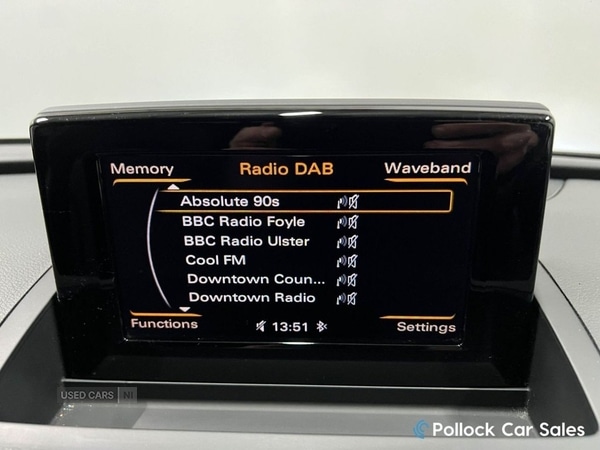 Memory Radio DAB Waveband
Absolute 90s
BBC Radio Foyle
BBC Radio Ulster
Cool FM
Downtown Coun...
Downtown Radio
Functions 13:51 Settings
USED CARS NI
Pollock Car Sales